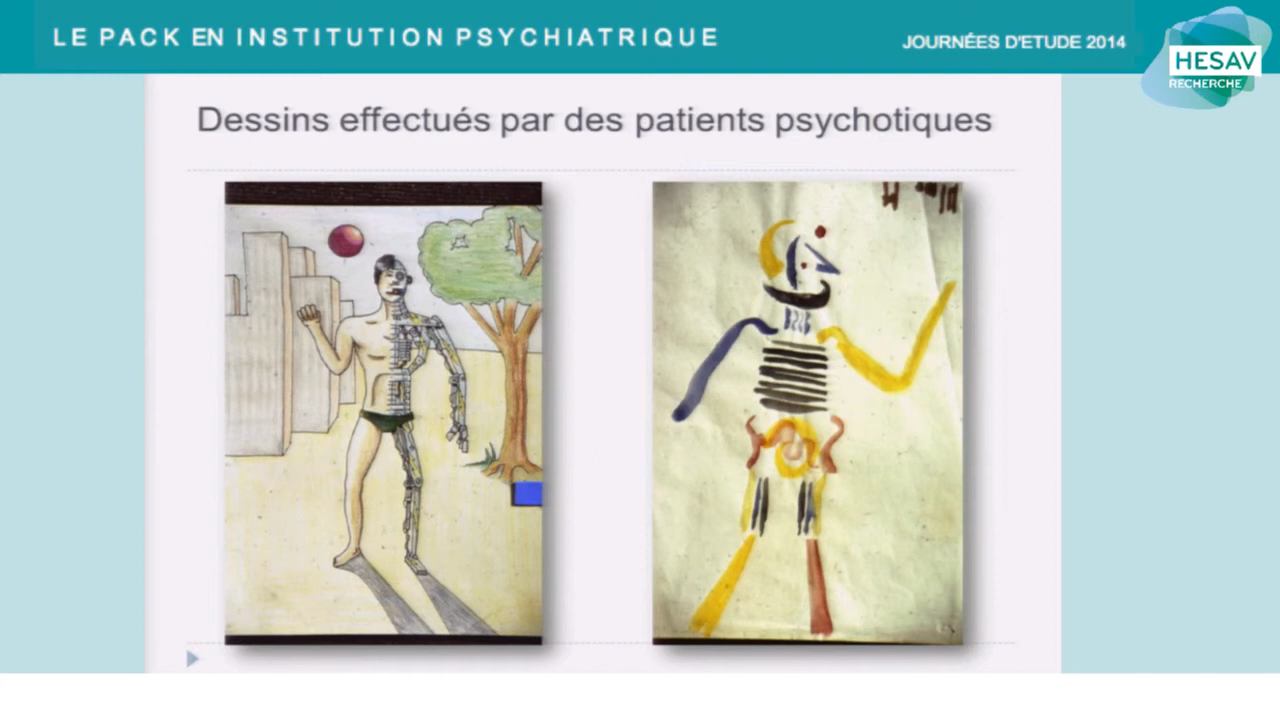 LE PACK EN INSTITUTION PSYCHIATRIQUE
JOURNÉES D'ETUDE 2014
HESAV
RECHERCHE
Dessins effectués par des patients psychotiques